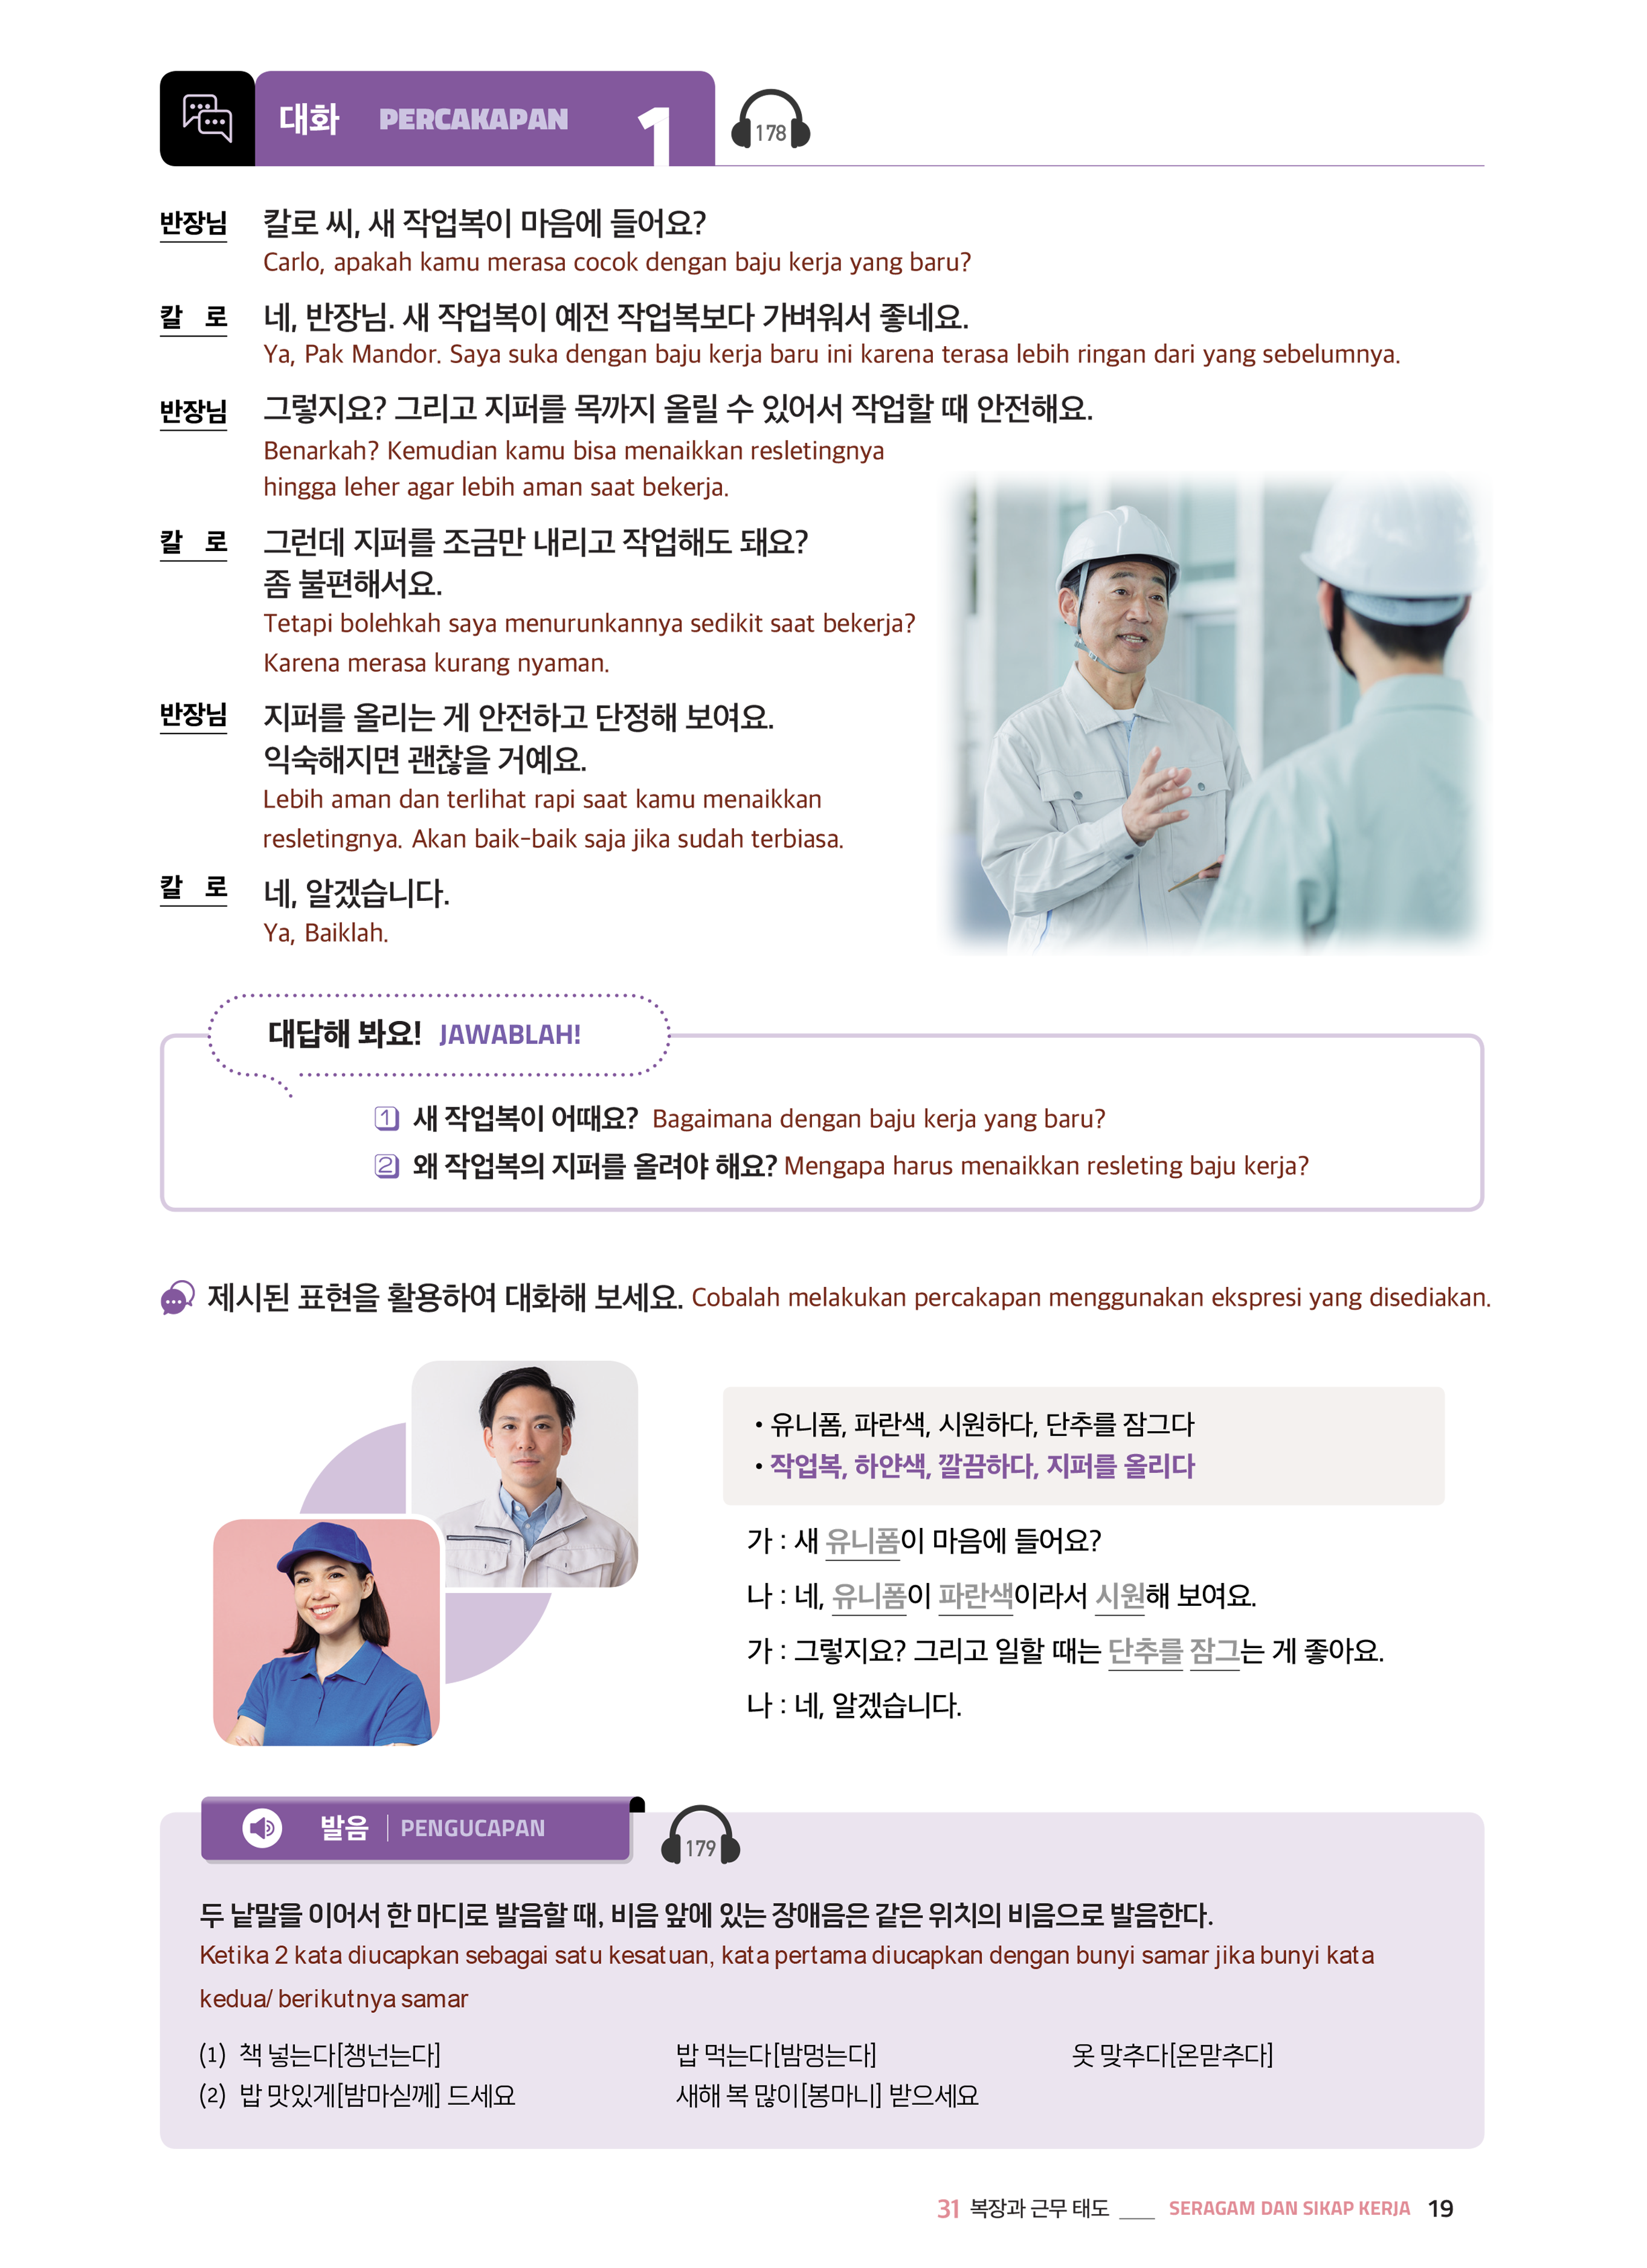 대화 PERCAKAPAN 1 178
반장님 칼로 씨, 새 작업복이 마음에 들어요?
Carlo, apakah kamu merasa cocok dengan baju kerja yang baru?
칼 로 네, 반장님. 새 작업복이 예전 작업복보다 가벼워서 좋네요.
Ya, Pak Mandor. Saya suka dengan baju kerja baru ini karena terasa lebih ringan dari yang sebelumnya.
반장님 그렇지요? 그리고 지퍼를 목까지 올릴 수 있어서 작업할 때 안전해요.
Benarkah? Kemudian kamu bisa menaikkan resletingnya
hingga leher agar lebih aman saat bekerja.
칼 로 그런데 지퍼를 조금만 내리고 작업해도 돼요?
좀 불편해서요.
Tetapi bolehkah saya menurunkannya sedikit saat bekerja?
Karena merasa kurang nyaman.
반장님 지퍼를 올리는 게 안전하고 단정해 보여요.
익숙해지면 괜찮을 거예요.
Lebih aman dan terlihat rapi saat kamu menaikkan
resletingnya. Akan baik-baik saja jika sudah terbiasa.
칼 로 네, 알겠습니다.
Ya, Baiklah.
대답해 봐요! JAWABLAH!
1 새 작업복이 어때요? Bagaimana dengan baju kerja yang baru?
2 왜 작업복의 지퍼를 올려야 해요? Mengapa harus menaikkan resleting baju kerja?
제시된 표현을 활용하여 대화해 보세요. Cobalah melakukan percakapan menggunakan ekspresi yang disediakan.
• 유니폼, 파란색, 시원하다, 단추를 잠그다
• 작업복, 하얀색, 깔끔하다, 지퍼를 올리다
가 : 새 유니폼이 마음에 들어요?
나 : 네, 유니폼이 파란색이라서 시원해 보여요.
가 : 그렇지요? 그리고 일할 때는 단추를 잠그는 게 좋아요.
나 : 네, 알겠습니다.
발음 PENGUCAPAN 179
두 낱말을 이어서 한 마디로 발음할 때, 비음 앞에 있는 장애음은 같은 위치의 비음으로 발음한다.
Ketika 2 kata diucapkan sebagai satu kesatuan, kata pertama diucapkan dengan bunyi samar jika bunyi kata
kedua/ berikutnya samar
(1) 책 넣는다[챙넌는다] 밥 먹는다[밤멍는다] 옷 맞추다[온맏추다]
(2) 밥 맛있게[밤마싣께] 드세요 새해 복 많이[봉마니] 받으세요
31 복장과 근무 태도 ___ SERAGAM DAN SIKAP KERJA 19